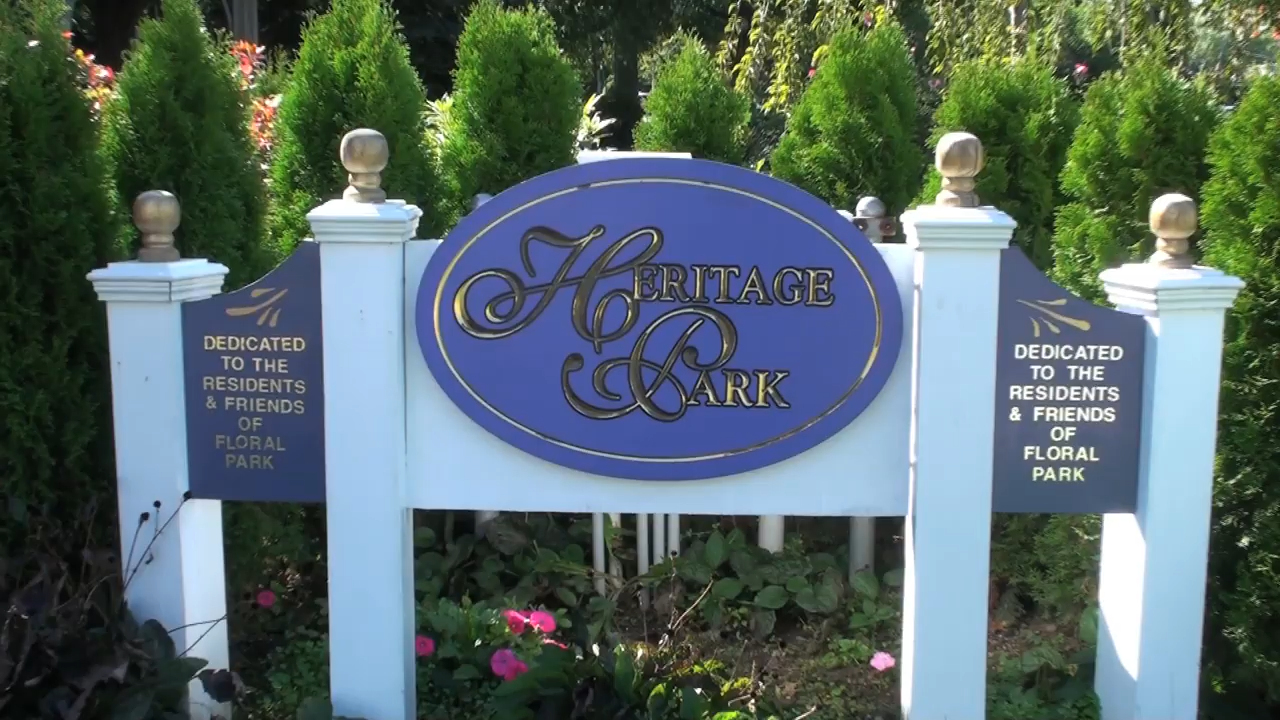 HERITAGE
PARK
DEDICATED
TO THE
RESIDENTS
& FRIENDS
OF
FLORAL
PARK
DEDICATED
TO THE
RESIDENTS
& FRIENDS
OF
FLORAL
PARK